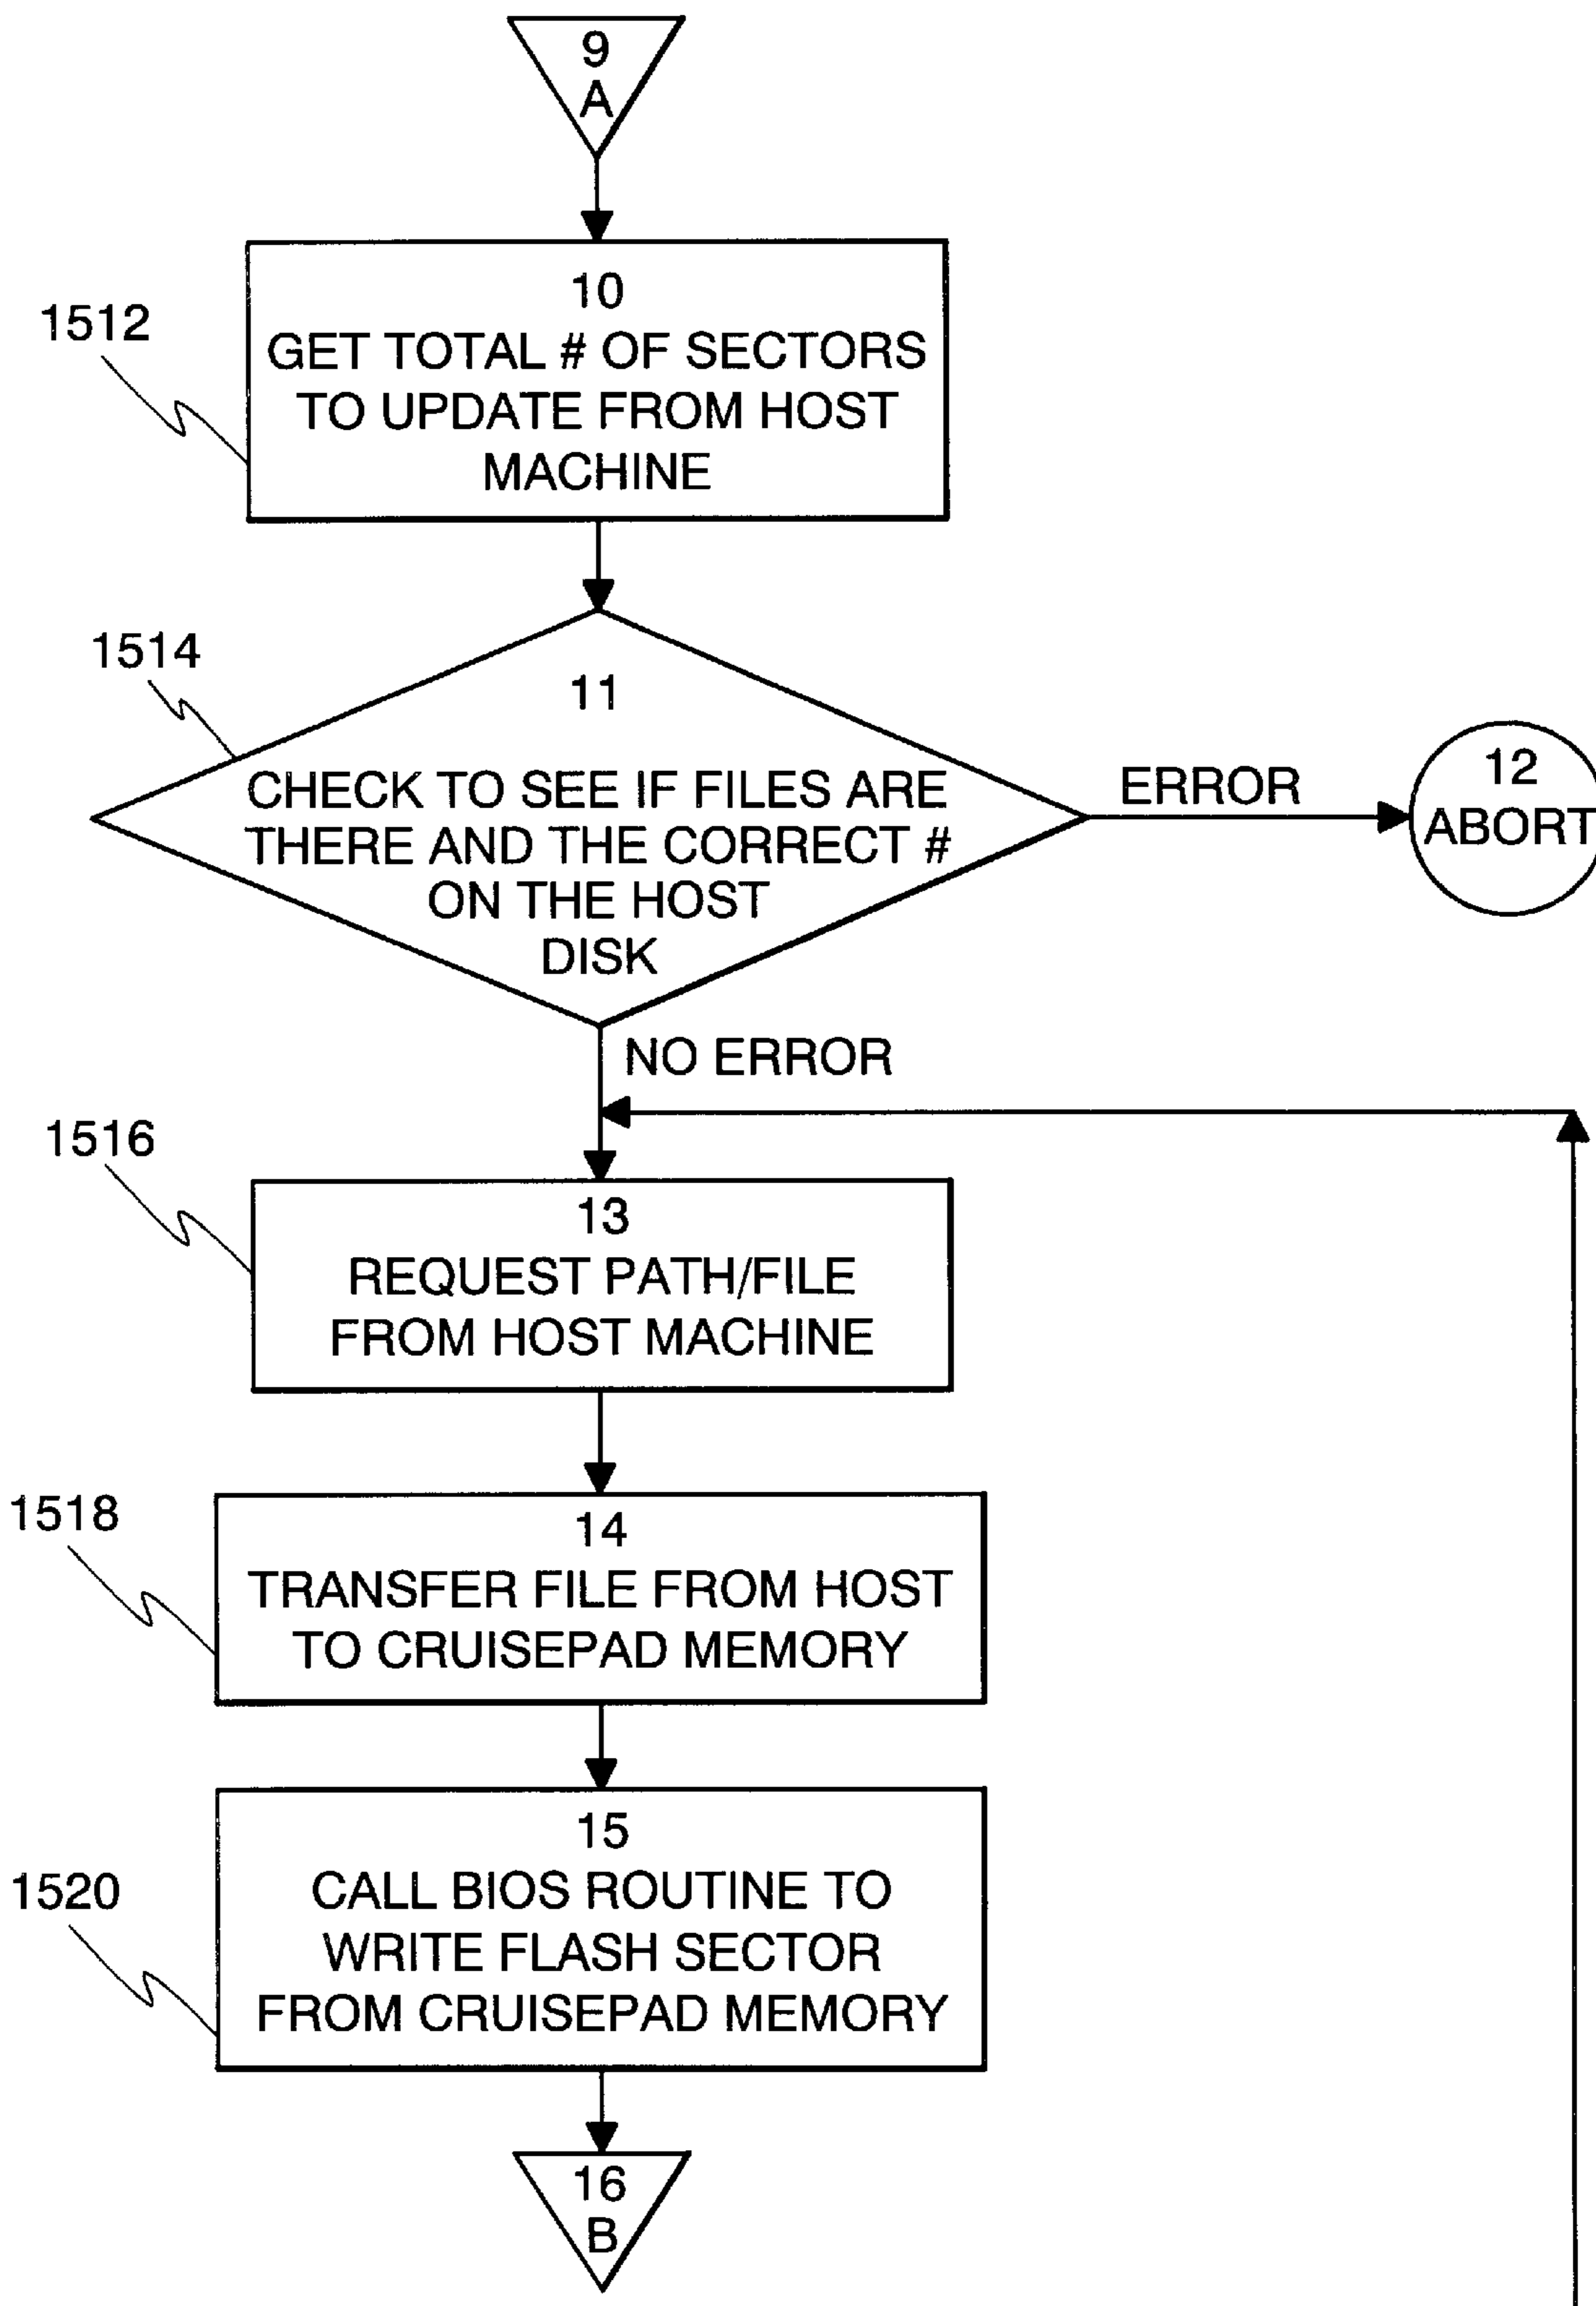 9
A
10
1512
GET TOTAL # OF SECTORS
TO UPDATE FROM HOST
MACHINE
1514
11
CHECK TO SEE IF FILES ARE
THERE AND THE CORRECT #
ON THE HOST
DISK
ERROR
12
ABORT
NO ERROR
1516
13
REQUEST PATH/FILE
FROM HOST MACHINE
1518
14
TRANSFER FILE FROM HOST
TO CRUISEPAD MEMORY
15
1520
CALL BIOS ROUTINE TO
WRITE FLASH SECTOR
FROM CRUISEPAD MEMORY
16
B